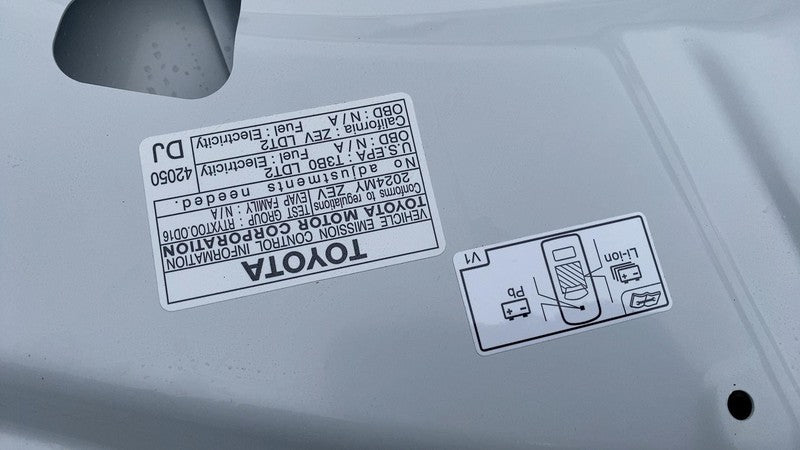 TOYOTA
VEHICLE EMISSION CONTROL INFORMATION
TOYOTA MOTOR CORPORATION
Conforms to regulations TEST GROUP : RTYXT00.0D16
2024MY ZEV EVAP FAMILY : N/A
No adjustments needed.
U.S.EPA : T3B0 LDT2 Fuel : Electricity
OBD : N/A
California : ZEV LDT2 Fuel : Electricity
OBD : N/A
42050
DJ
Pb
Li-ion
V1